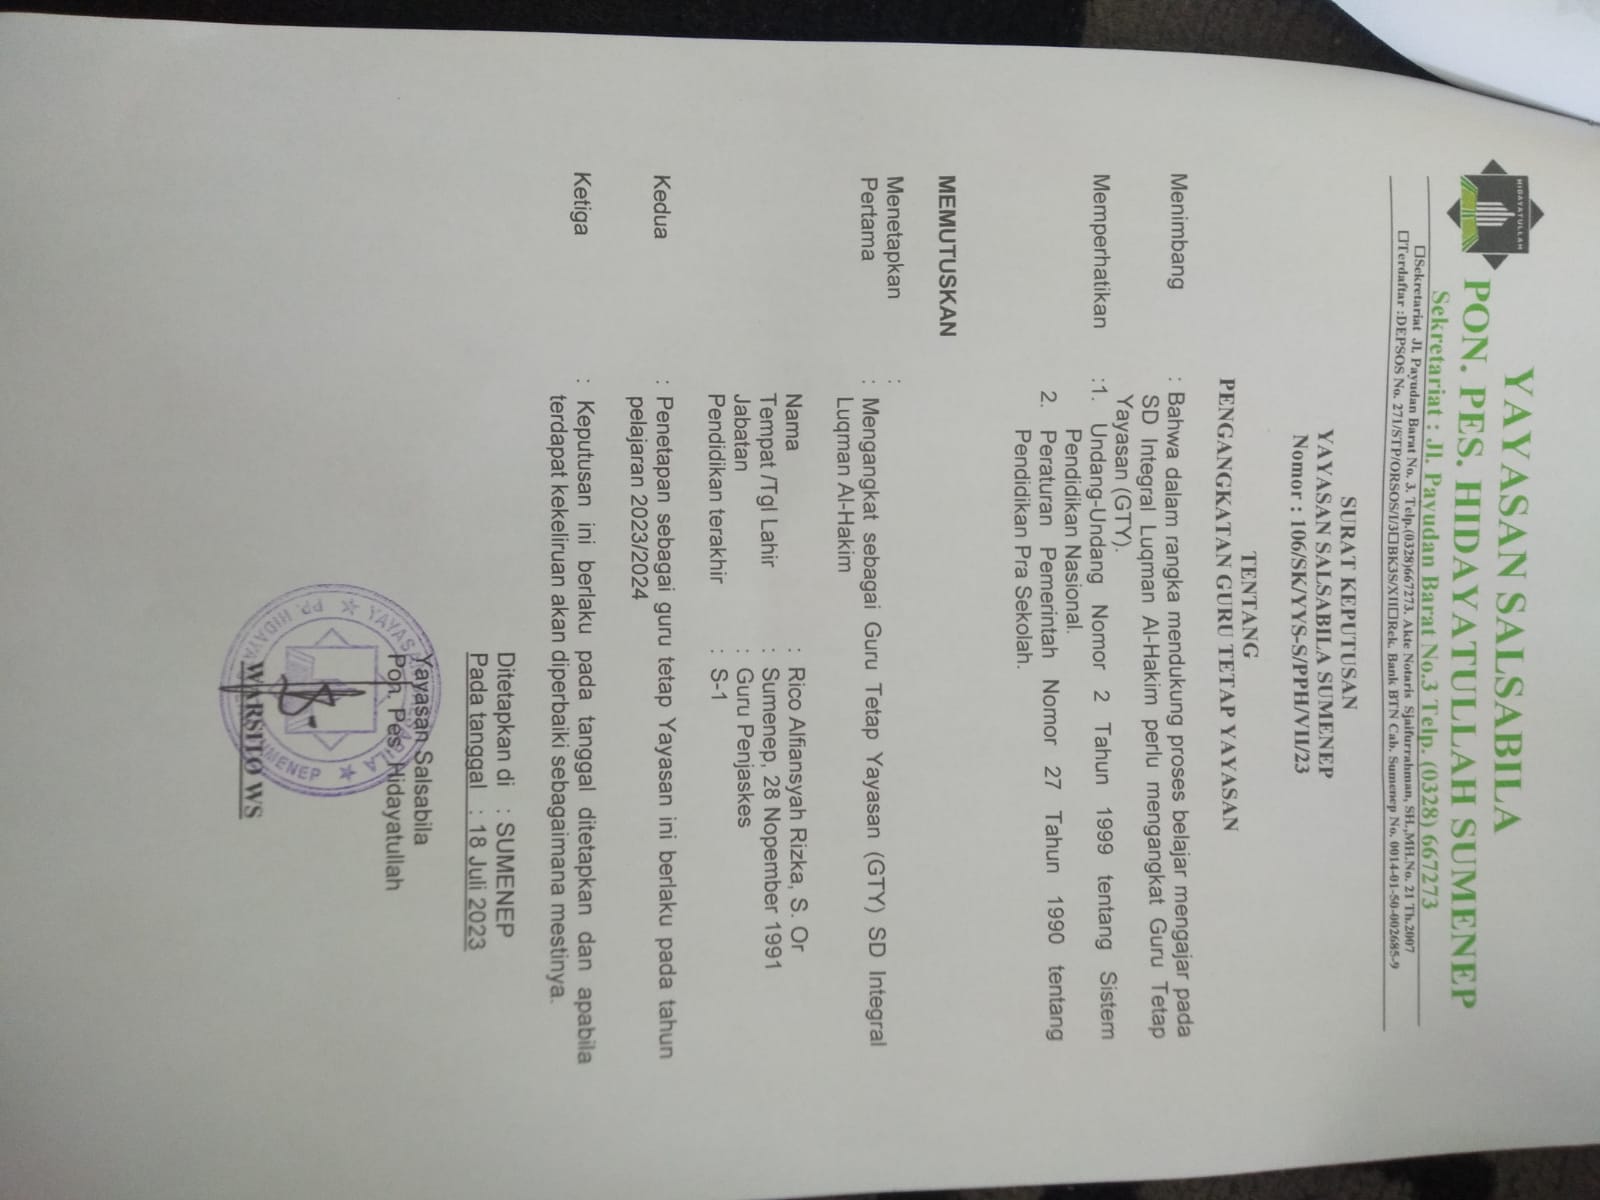 HIDAYATULLAH
YAYASAN SALSABILA
PON. PES. HIDAYATULLAH SUMENEP
Sekretariat : Jl. Payudan Barat No.3 Telp. (0328) 667273
□Sekretariat Jl. Payudan Barat No. 3. Telp.(0328)667273. Akte Notaris Sjaifurrahman, SH.,MH.No. 21 Th.2007
□Terdaftar :DEPSOS No. 271/STP/ORSOS/I/3□BK3S/XII□Rek. Bank BTN Cab. Sumenep No. 0014-01-50-002685-9
SURAT KEPUTUSAN
YAYASAN SALSABILA SUMENEP
Nomor : 106/SK/YYS-S/PPH/VII/23
TENTANG
PENGANGKATAN GURU TETAP YAYASAN
Menimbang : Bahwa dalam rangka mendukung proses belajar mengajar pada
SD Integral Luqman Al-Hakim perlu mengangkat Guru Tetap
Yayasan (GTY).
Memperhatikan :1. Undang-Undang Nomor 2 Tahun 1999 tentang Sistem
Pendidikan Nasional.
2. Peraturan Pemerintah Nomor 27 Tahun 1990 tentang
Pendidikan Pra Sekolah.
MEMUTUSKAN
Menetapkan :
Pertama : Mengangkat sebagai Guru Tetap Yayasan (GTY) SD Integral
Luqman Al-Hakim
Nama : Rico Alfiansyah Rizka, S. Or
Tempat /Tgl Lahir : Sumenep, 28 Nopember 1991
Jabatan : Guru Penjaskes
Pendidikan terakhir : S-1
Kedua : Penetapan sebagai guru tetap Yayasan ini berlaku pada tahun
pelajaran 2023/2024
Ketiga : Keputusan ini berlaku pada tanggal ditetapkan dan apabila
terdapat kekeliruan akan diperbaiki sebagaimana mestinya.
Ditetapkan di : SUMENEP
Pada tanggal : 18 Juli 2023
Yayasan Salsabila
Pon. Pes. Hidayatullah
WARSITO WS